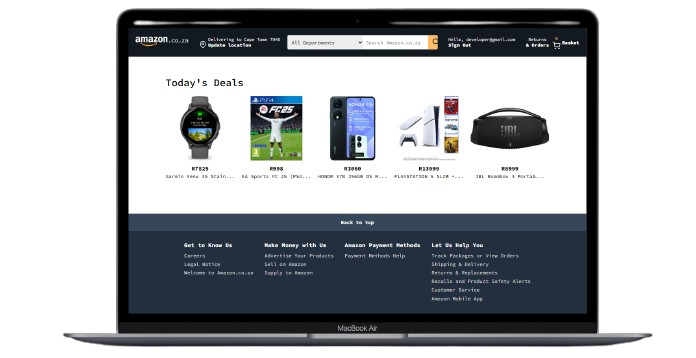 amazon.co.za
Delivering to Cape Town 7945
Update location
All Departments
Search Amazon.co.za
Hello, developer@gmail.com
Sign Out
Returns
& Orders
Basket
Today's Deals
PS4
FC25
JBL
R7825
R998
R3000
R13999
R8999
Garmin Venu 3S Stain...
EA Sports FC 25 (PS4...
HONOR X7B 256GB DS M...
PLAYSTATION 5 SLIM +...
JBL Boombox 3 Portab...
Back to top
Get to Know Us
Make Money with Us
Amazon Payment Methods
Let Us Help You
Careers
Advertise Your Products
Payment Methods Help
Track Packages or View Orders
Legal Notice
Sell on Amazon
Shipping & Delivery
Welcome to Amazon.co.za
Supply to Amazon
Returns & Replacements
Recalls and Product Safety Alerts
Customer Service
Amazon Mobile App
MacBook Air